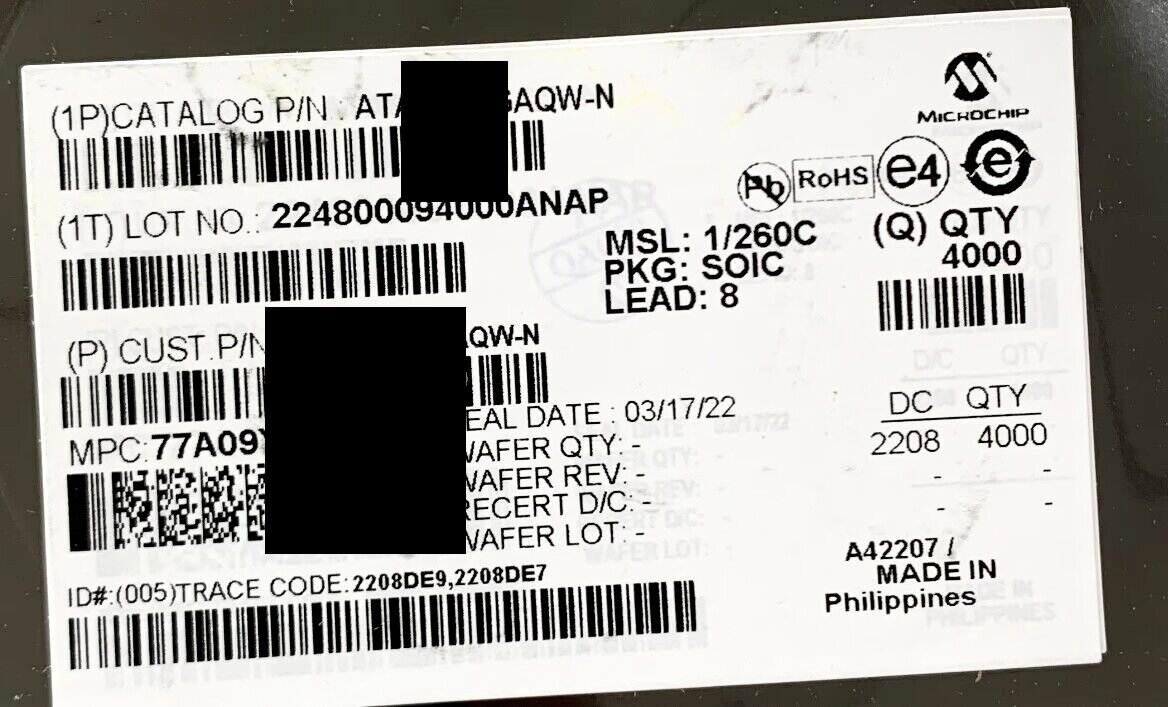 (1P)CATALOG P/N : ATA GAQW-N
MICROCHIP
Pb RoHS e4 e
(1T) LOT NO.: 224800094000ANAP
MSL: 1/260C
PKG: SOIC
LEAD: 8
(Q) QTY
4000
(P) CUST.P/N AQW-N
MPC:77A09
EAL DATE : 03/17/22
WAFER QTY: -
WAFER REV: -
RECERT D/C: -
WAFER LOT: -
DC QTY
2208 4000
- -
- -
ID#:(005)TRACE CODE:2208DE9,2208DE7
A42207 /
MADE IN
Philippines